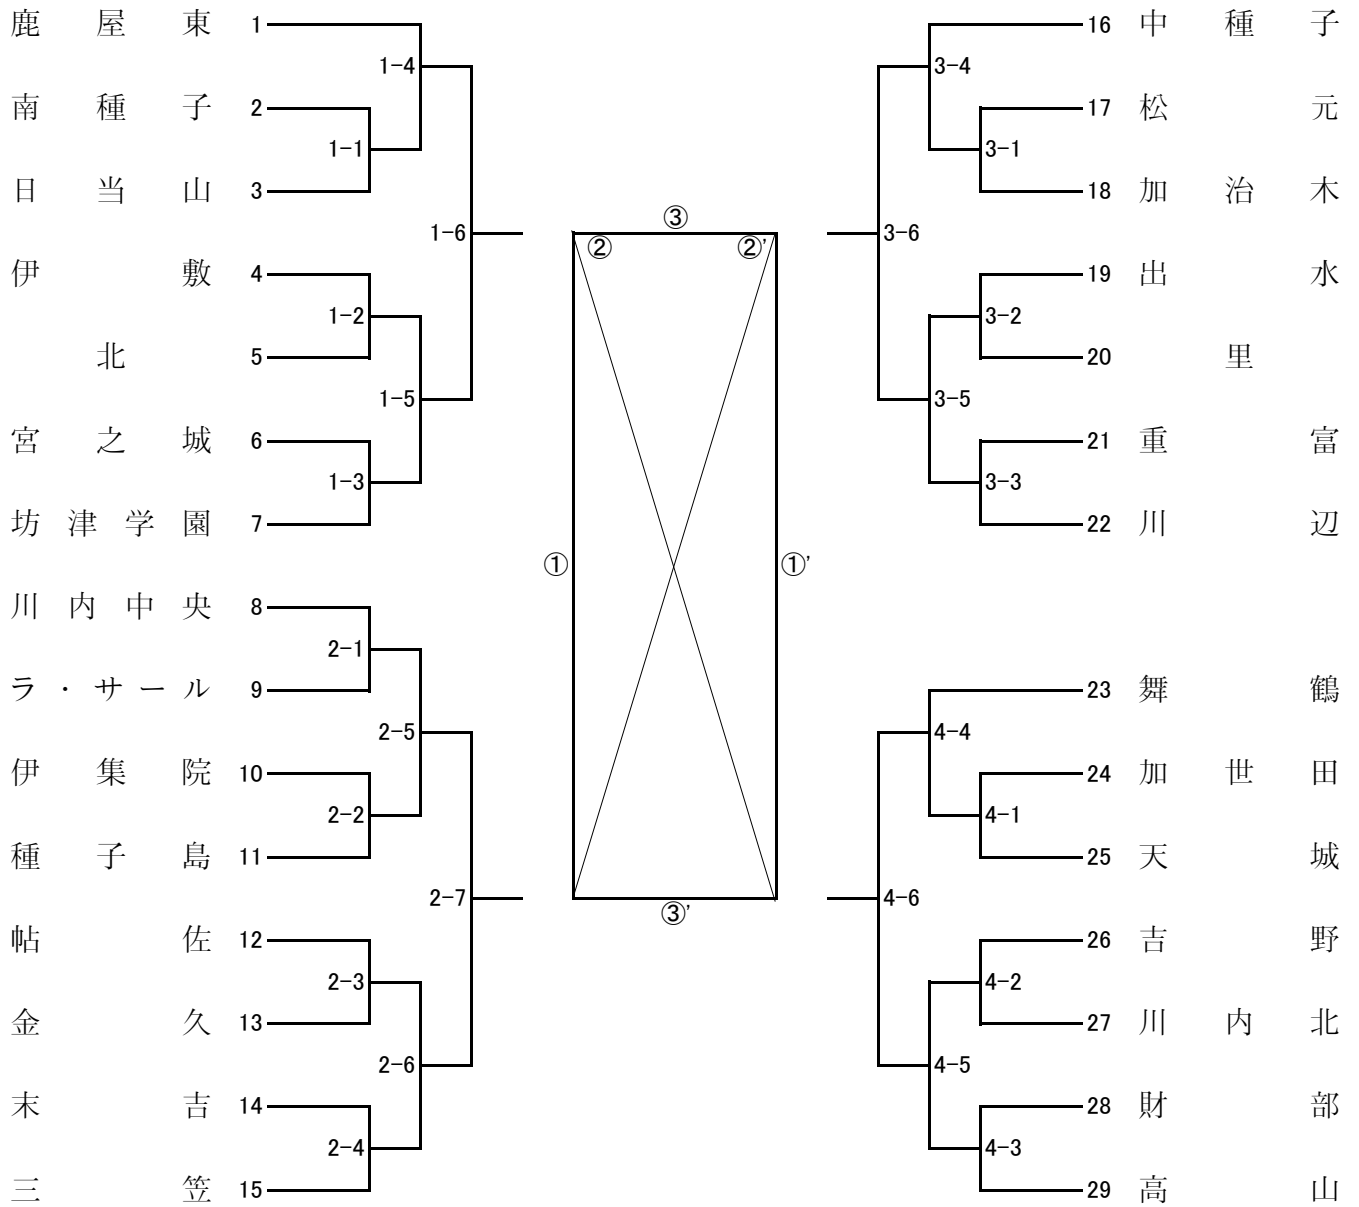 鹿屋東 1
1-4
南種子 2
1-1
日当山 3
1-6
伊敷 4
1-2
北 5
1-5
宮之城 6
1-3
坊津学園 7
川内中央 8
2-1
ラ・サール 9
2-5
伊集院 10
2-2
種子島 11
2-7
帖佐 12
2-3
金久 13
2-6
末吉 14
2-4
三笠 15
③
② ②'
① ①'
③'
16 中種子
3-4
17 松元
3-1
18 加治木
3-6
19 出水
3-2
20 里
3-5
21 重富
3-3
22 川辺
23 舞鶴
4-4
24 加世田
4-1
25 天城
4-6
26 吉野
4-2
27 川内北
4-5
28 財部
4-3
29 高山